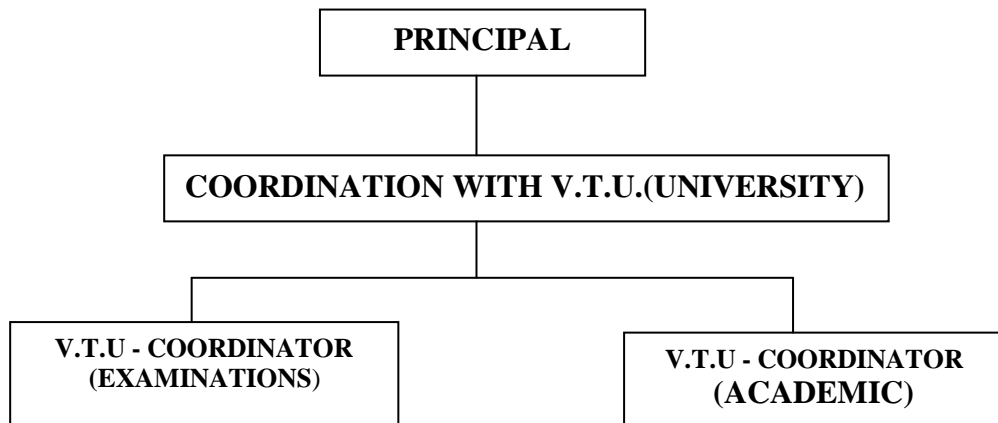 PRINCIPAL
COORDINATION WITH V.T.U.(UNIVERSITY)
V.T.U - COORDINATOR
(EXAMINATIONS)
V.T.U - COORDINATOR
(ACADEMIC)